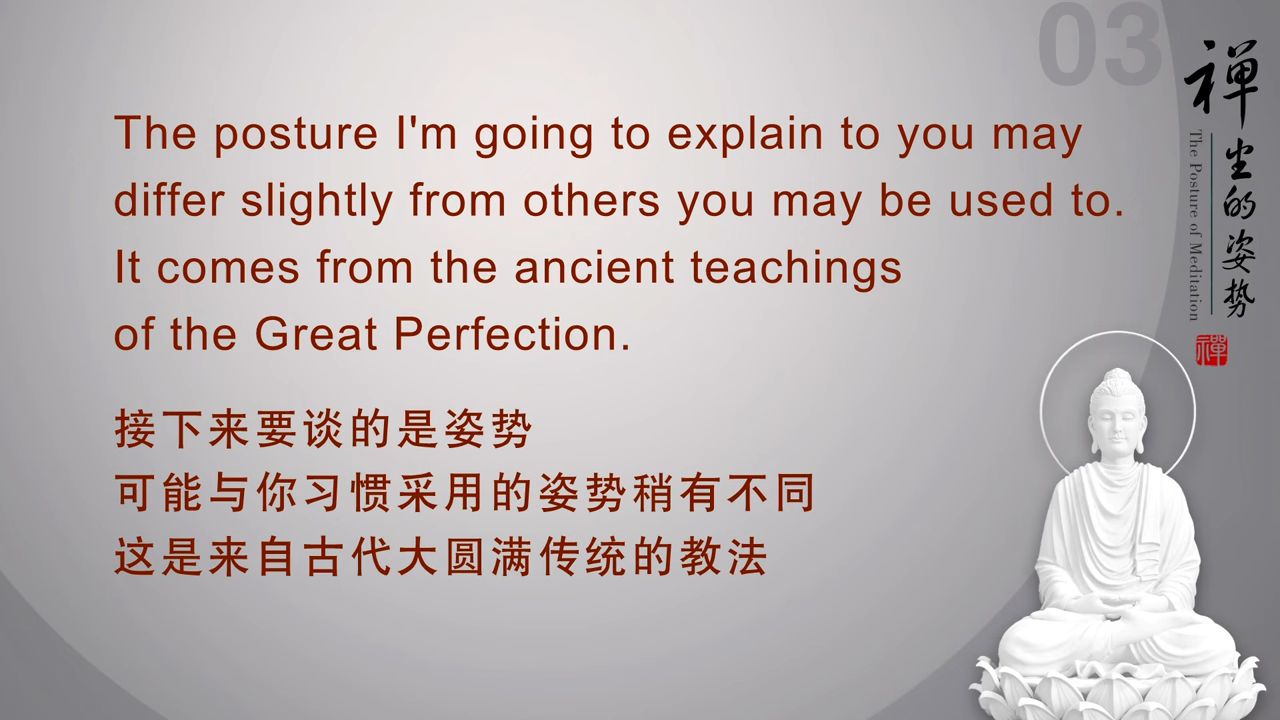 03
The posture I'm going to explain to you may
differ slightly from others you may be used to.
It comes from the ancient teachings
of the Great Perfection.
接下来要谈的是姿势
可能与你习惯采用的姿势稍有不同
这是来自古代大圆满传统的教法
禅坐的姿势
The Posture of Meditation
禪